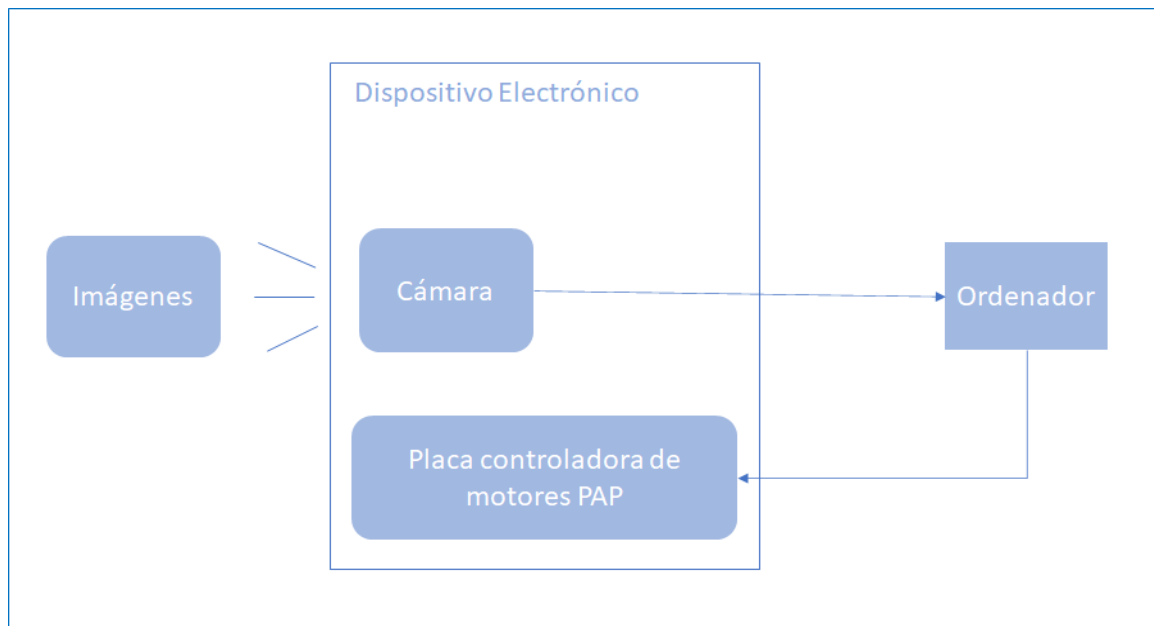 Dispositivo Electrónico
Imágenes
Cámara
Ordenador
Placa controladora de
motores PAP